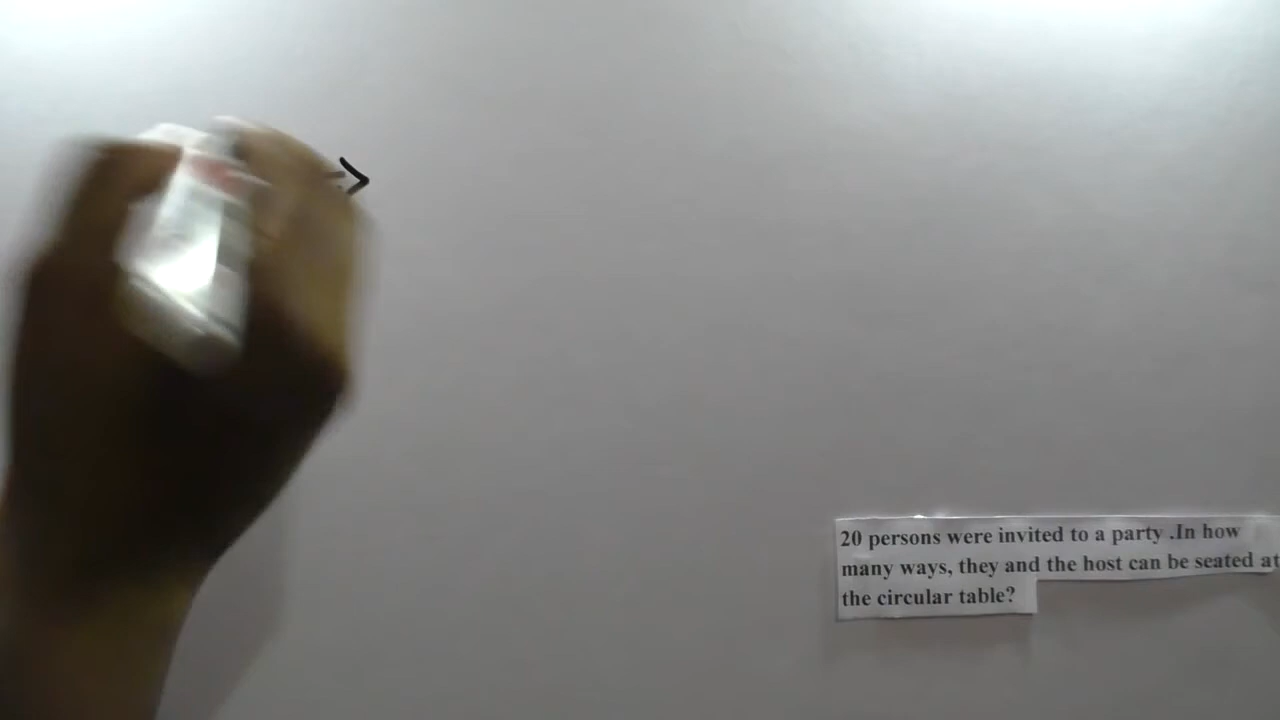 20 persons were invited to a party .In how
many ways, they and the host can be seated at
the circular table?